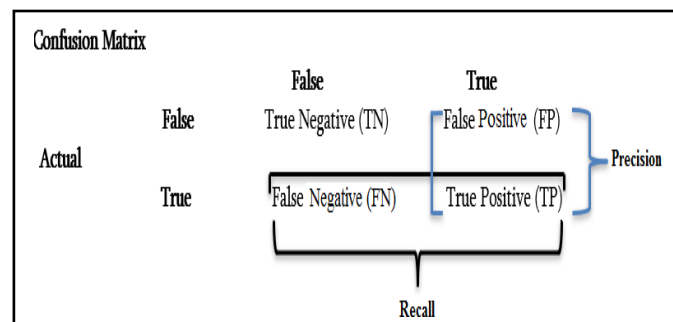 Confusion Matrix
False True
False True Negative (TN) False Positive (FP)
Actual Precision
True False Negative (FN) True Positive (TP)
Recall